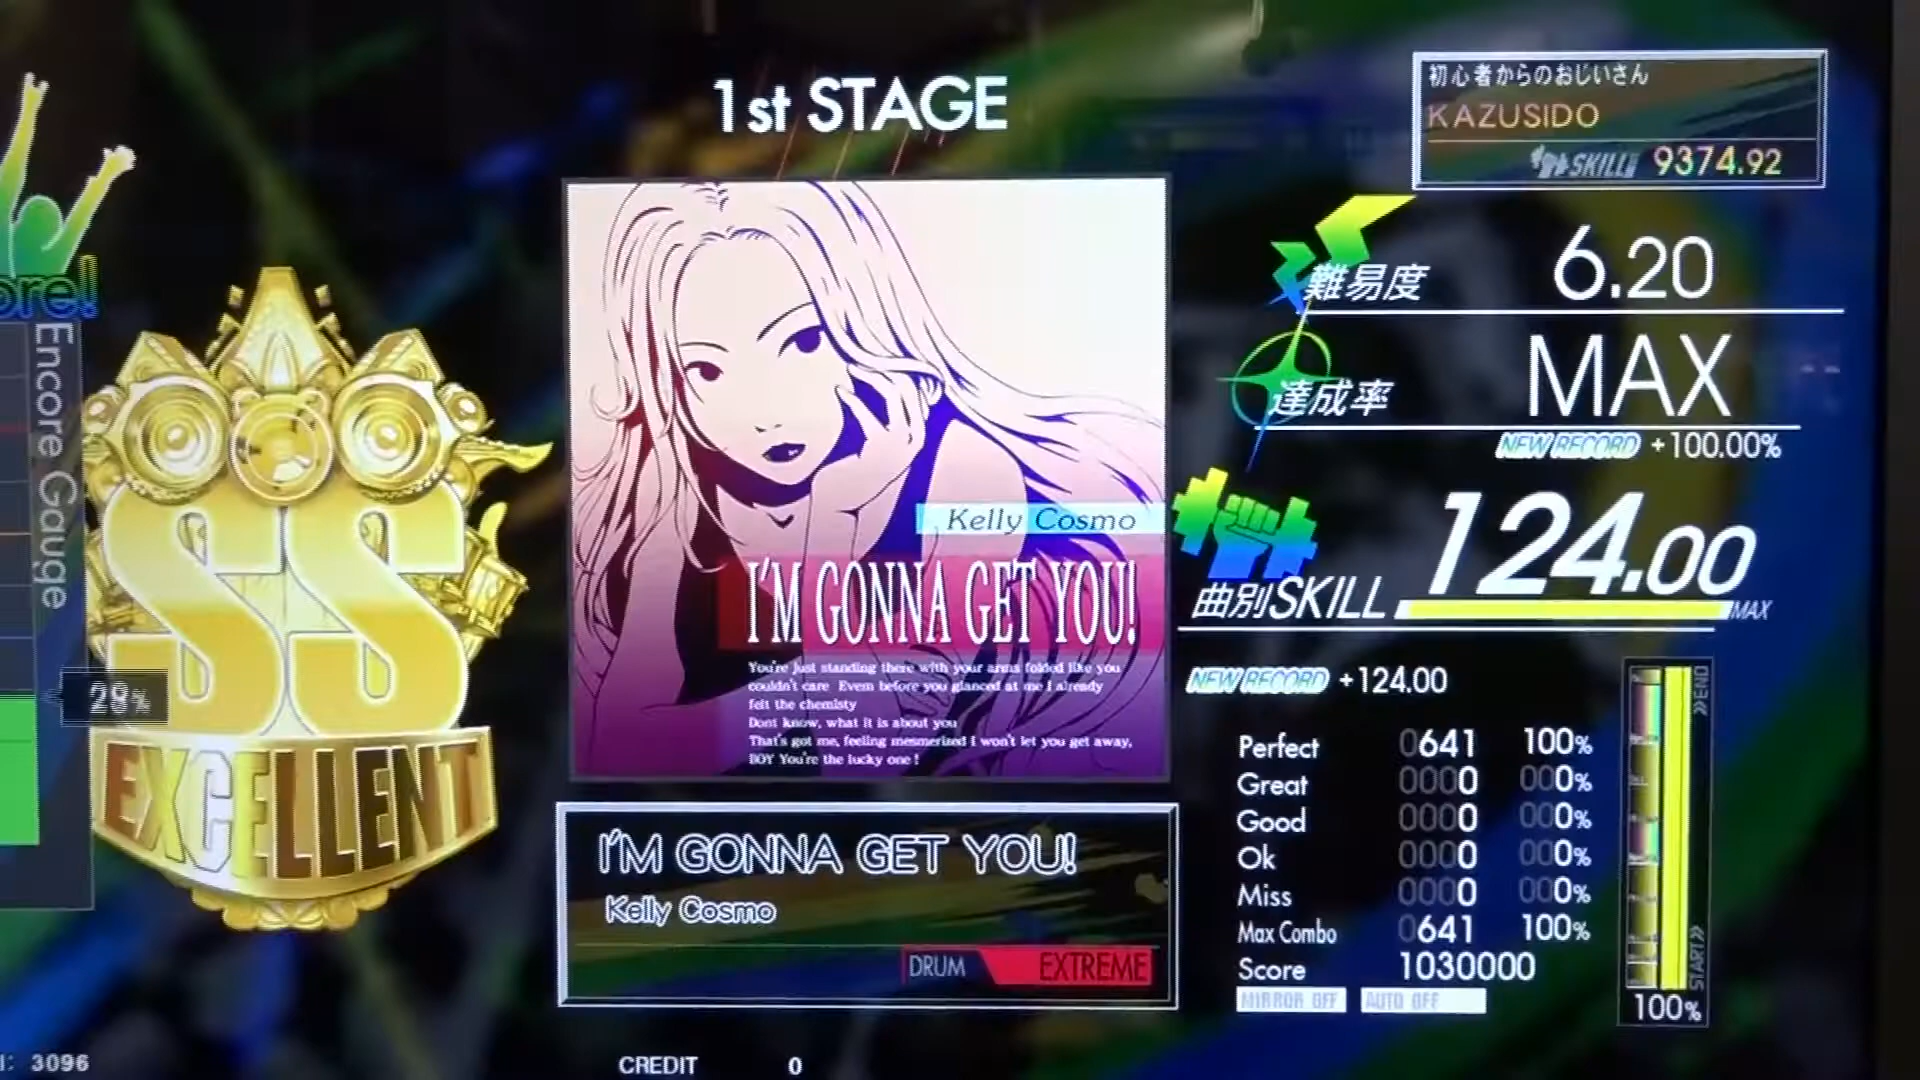 1st STAGE
初心者からのおじいさん
KAZUSIDO
SKILL 9374.92
難易度 6.20
達成率 MAX
NEW RECORD +100.00%
曲別SKILL 124.00
MAX
NEW RECORD +124.00
Perfect 0641 100%
Great 0000 000%
Good 0000 000%
Ok 0000 000%
Miss 0000 000%
Max Combo 0641 100%
Score 1030000
MIRROR OFF AUTO OFF
END
START
100%
Encore Gauge
28%
SS
EXCELLENT
Kelly Cosmo
I'M GONNA GET YOU!
You're just standing there with your arms folded like you
couldn't care Evem before you glanced at me I already
felt the chemisty
Dont know, what it is about you
That's got me, feeling mesmerized I won't let you get away,
BOY You're the lucky one !
I'M GONNA GET YOU!
Kelly Cosmo
DRUM EXTREME
3096
CREDIT 0